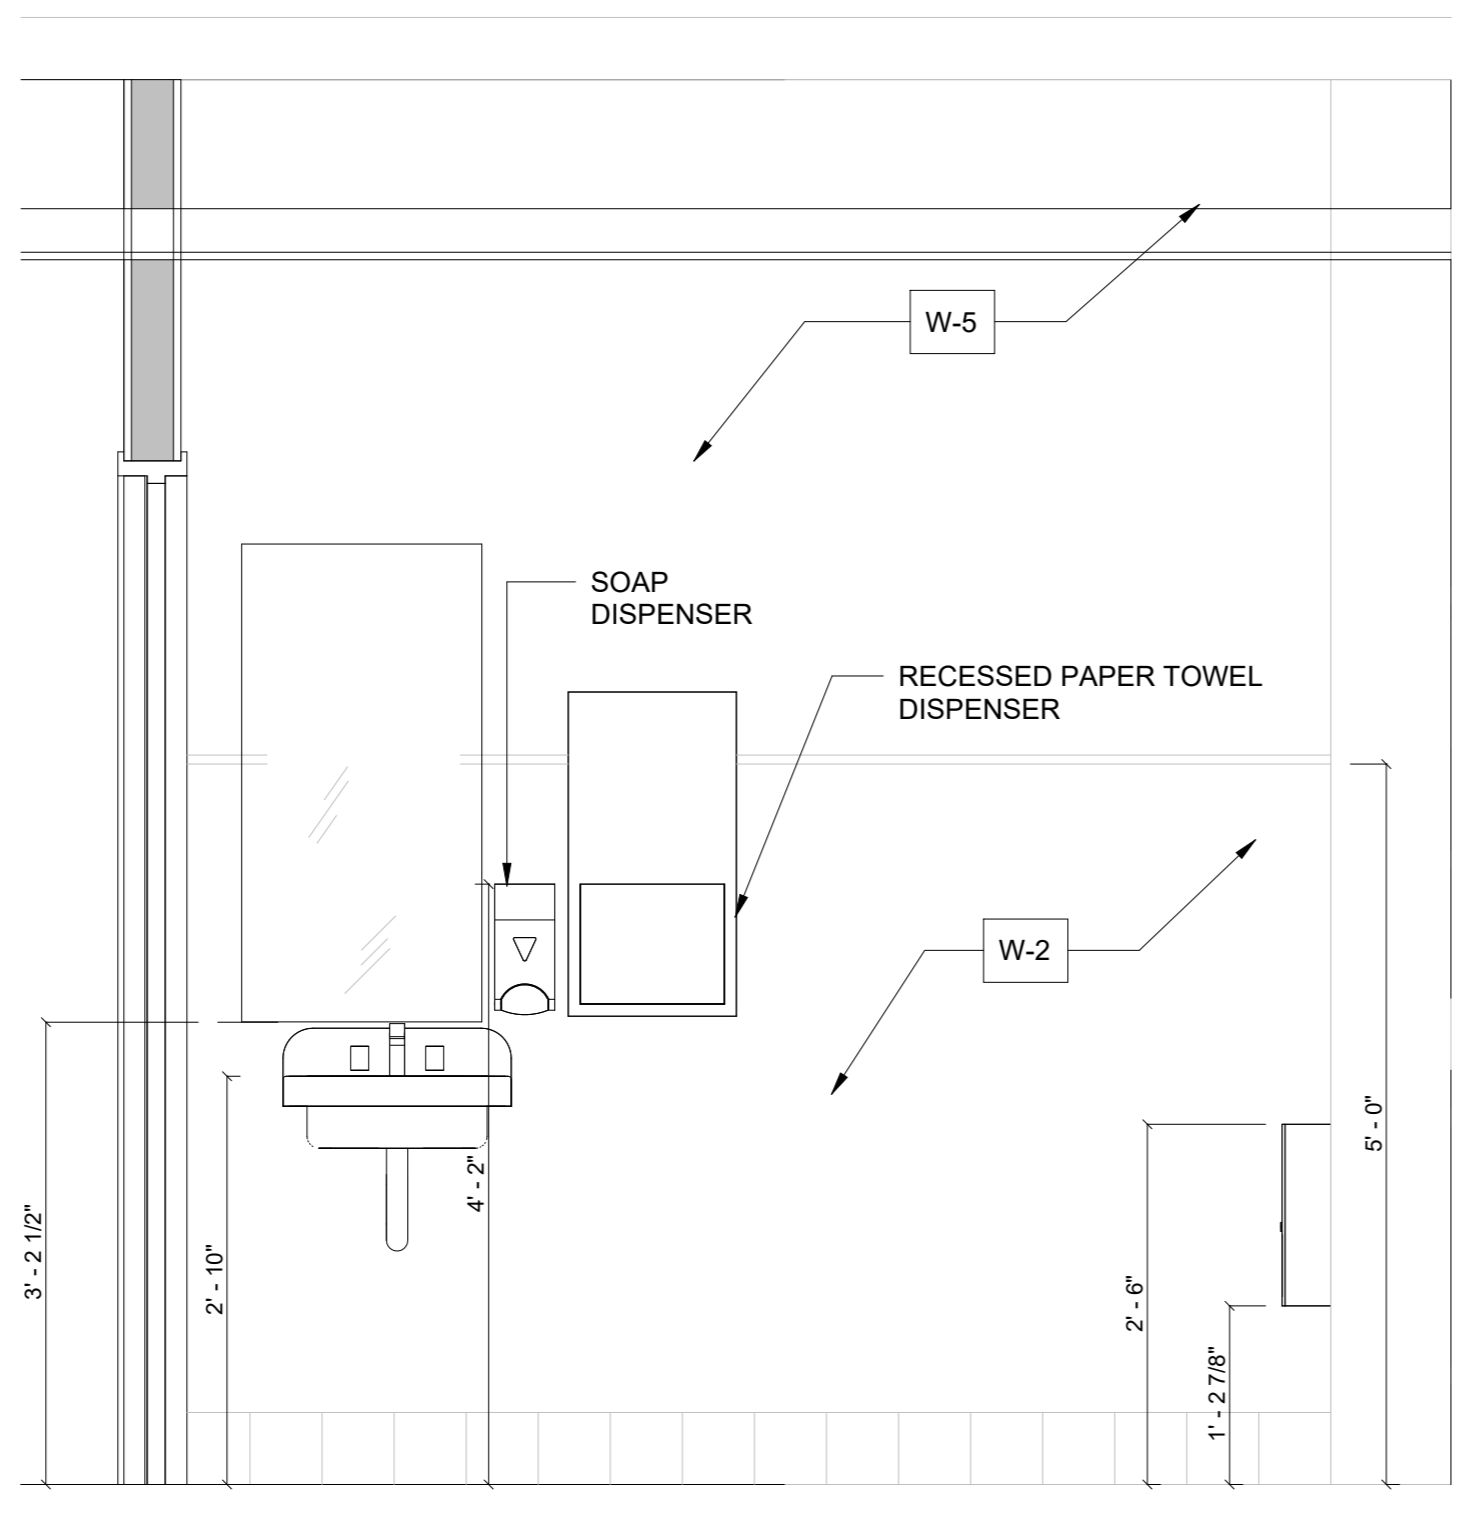 W-5
SOAP
DISPENSER
RECESSED PAPER TOWEL
DISPENSER
W-2
3' - 2 1/2"
2' - 10"
4' - 2"
2' - 6"
1' - 2 7/8"
5' - 0"